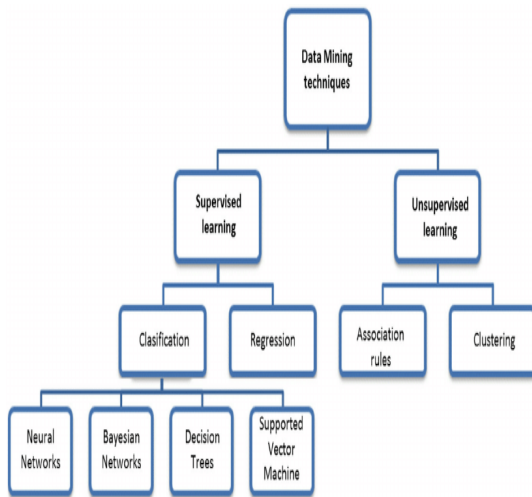 Data Mining
techniques
Supervised
learning
Unsupervised
learning
Clasification
Regression
Association
rules
Clustering
Neural
Networks
Bayesian
Networks
Decision
Trees
Supported
Vector
Machine